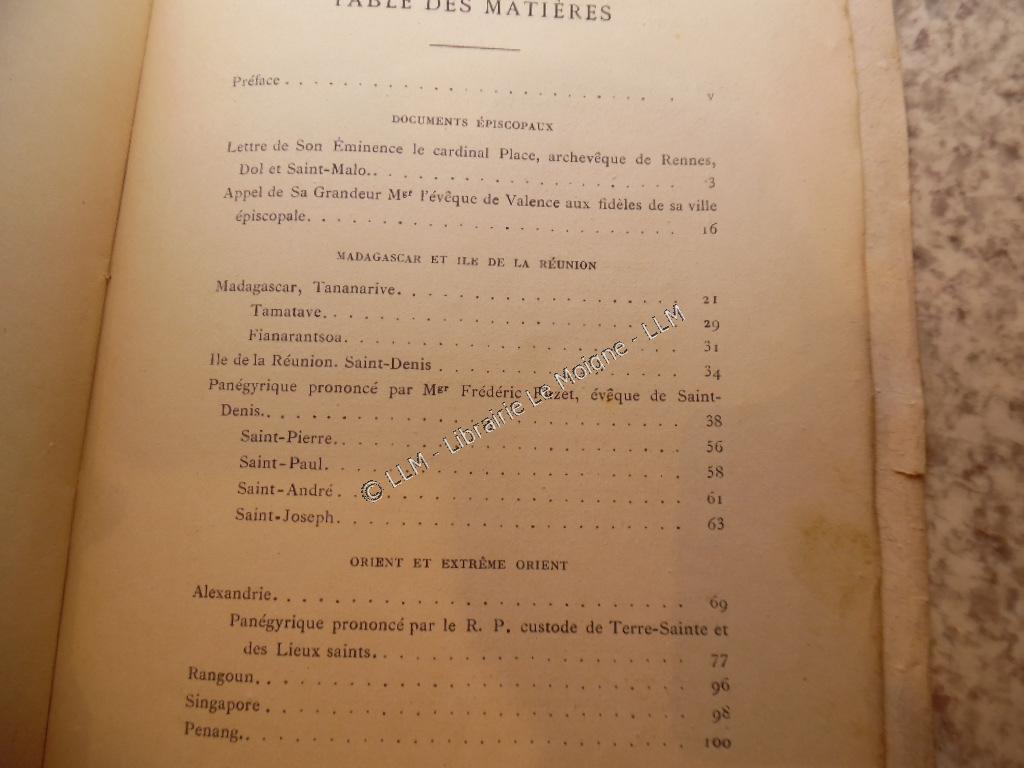 TABLE DES MATIÈRES
Préface . . . . . . . . . . . . . . . . . . . . v
DOCUMENTS ÉPISCOPAUX
Lettre de Son Éminence le cardinal Place, archevêque de Rennes,
Dol et Saint-Malo. . . . . . . . . . . . . . . . 3
Appel de Sa Grandeur Mgr l'évêque de Valence aux fidèles de sa ville
épiscopale. . . . . . . . . . . . . . . . . . . 16
MADAGASCAR ET ILE DE LA RÉUNION
Madagascar, Tananarive. . . . . . . . . . . . . . 21
Tamatave. . . . . . . . . . . . . . . . . . 29
Fianarantsoa. . . . . . . . . . . . . . . . . 31
Ile de la Réunion. Saint-Denis . . . . . . . . . . . . 34
Panégyrique prononcé par Mgr Frédéric Fuzet, évêque de Saint-
Denis. . . . . . . . . . . . . . . . . . . . 38
Saint-Pierre. . . . . . . . . . . . . . . . . 56
Saint-Paul. . . . . . . . . . . . . . . . . . 58
Saint-André . . . . . . . . . . . . . . . . . 61
Saint-Joseph. . . . . . . . . . . . . . . . . 63
ORIENT ET EXTRÊME ORIENT
Alexandrie. . . . . . . . . . . . . . . . . . . 69
Panégyrique prononcé par le R. P. custode de Terre-Sainte et
des Lieux saints. . . . . . . . . . . . . . . . 77
Rangoun. . . . . . . . . . . . . . . . . . . . 96
Singapore . . . . . . . . . . . . . . . . . . . 98
Penang. . . . . . . . . . . . . . . . . . . . . 100
© LLM - Librairie Le Moigne - LLM